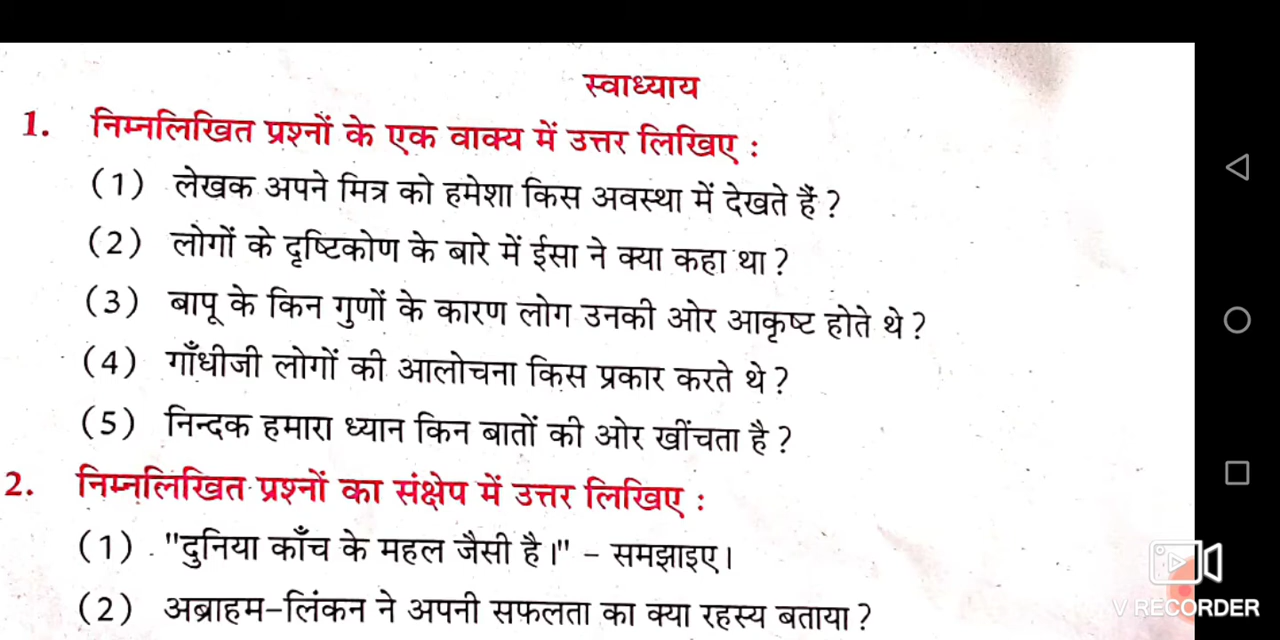 स्वाध्याय
1. निम्नलिखित प्रश्नों के एक वाक्य में उत्तर लिखिए :
(1) लेखक अपने मित्र को हमेशा किस अवस्था में देखते हैं ?
(2) लोगों के दृष्टिकोण के बारे में ईसा ने क्या कहा था ?
(3) बापू के किन गुणों के कारण लोग उनकी ओर आकृष्ट होते थे ?
(4) गाँधीजी लोगों की आलोचना किस प्रकार करते थे ?
(5) निन्दक हमारा ध्यान किन बातों की ओर खींचता है ?
2. निम्नलिखित प्रश्नों का संक्षेप में उत्तर लिखिए :
(1) "दुनिया काँच के महल जैसी है।" – समझाइए।
(2) अब्राहम-लिंकन ने अपनी सफलता का क्या रहस्य बताया ?
V RECORDER